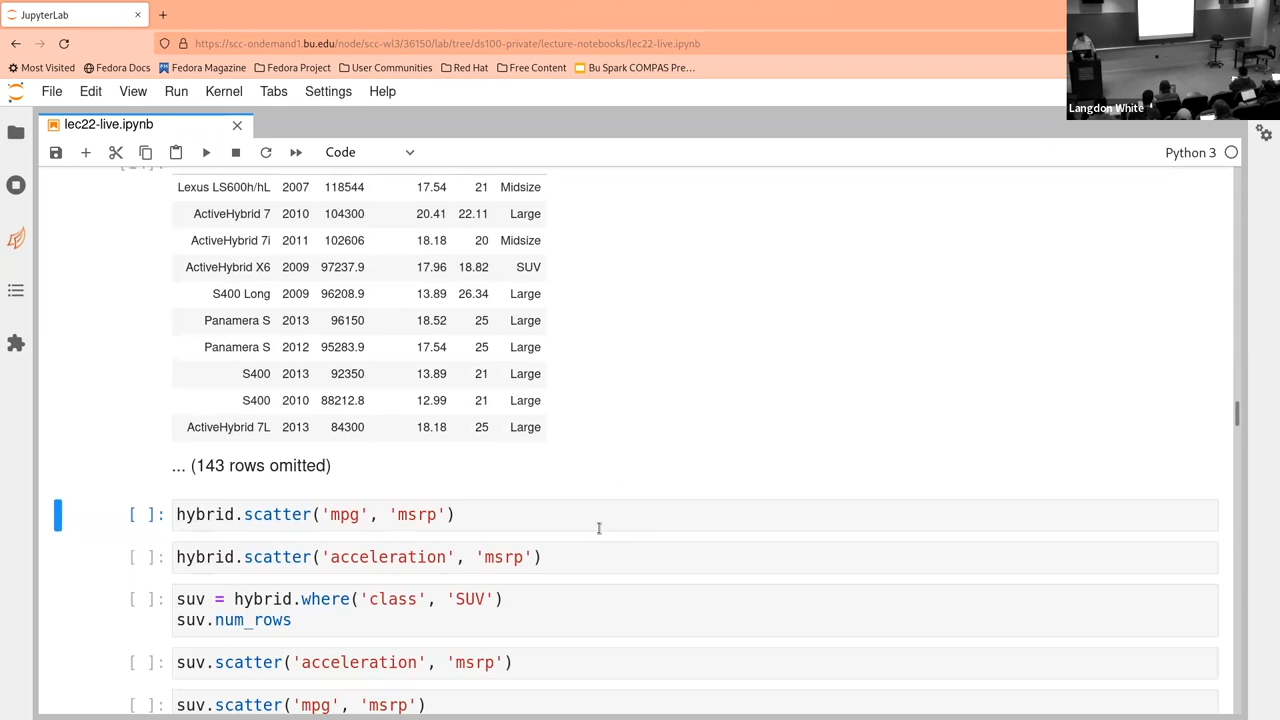 JupyterLab
https://scc-ondemand1.bu.edu/node/scc-wl3/36150/lab/tree/ds100-private/lecture-notebooks/lec22-live.ipynb
Most Visited Fedora Docs Fedora Magazine Fedora Project User Communities Red Hat Free Content Bu Spark COMPAS Pre…
Langdon White
File Edit View Run Kernel Tabs Settings Help
lec22-live.ipynb
Code Python 3
Lexus LS600h/hL 2007 118544 17.54 21 Midsize
ActiveHybrid 7 2010 104300 20.41 22.11 Large
ActiveHybrid 7i 2011 102606 18.18 20 Midsize
ActiveHybrid X6 2009 97237.9 17.96 18.82 SUV
S400 Long 2009 96208.9 13.89 26.34 Large
Panamera S 2013 96150 18.52 25 Large
Panamera S 2012 95283.9 17.54 25 Large
S400 2013 92350 13.89 21 Large
S400 2010 88212.8 12.99 21 Large
ActiveHybrid 7L 2013 84300 18.18 25 Large
... (143 rows omitted)
[ ]: hybrid.scatter('mpg', 'msrp')
[ ]: hybrid.scatter('acceleration', 'msrp')
[ ]: suv = hybrid.where('class', 'SUV')
suv.num_rows
[ ]: suv.scatter('acceleration', 'msrp')
[ ]: suv.scatter('mpg', 'msrp')